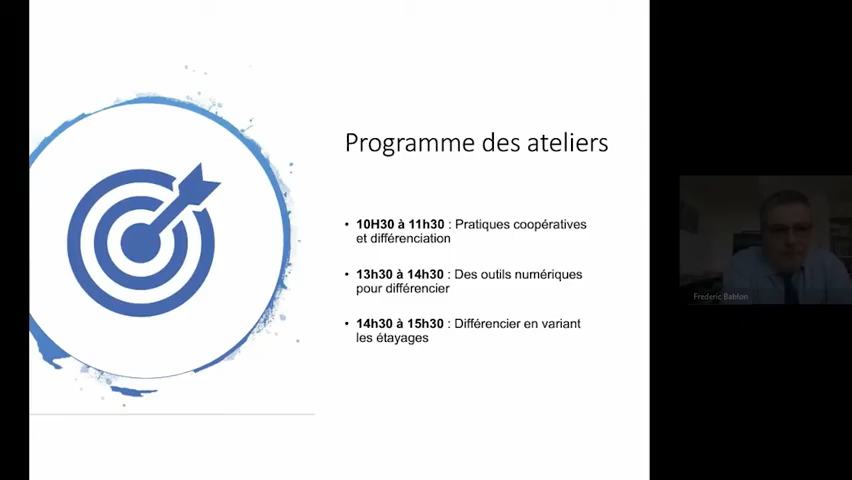 Programme des ateliers
• 10H30 à 11h30 : Pratiques coopératives
et différenciation
• 13h30 à 14h30 : Des outils numériques
pour différencier
• 14h30 à 15h30 : Différencier en variant
les étayages
Frederic Bablon